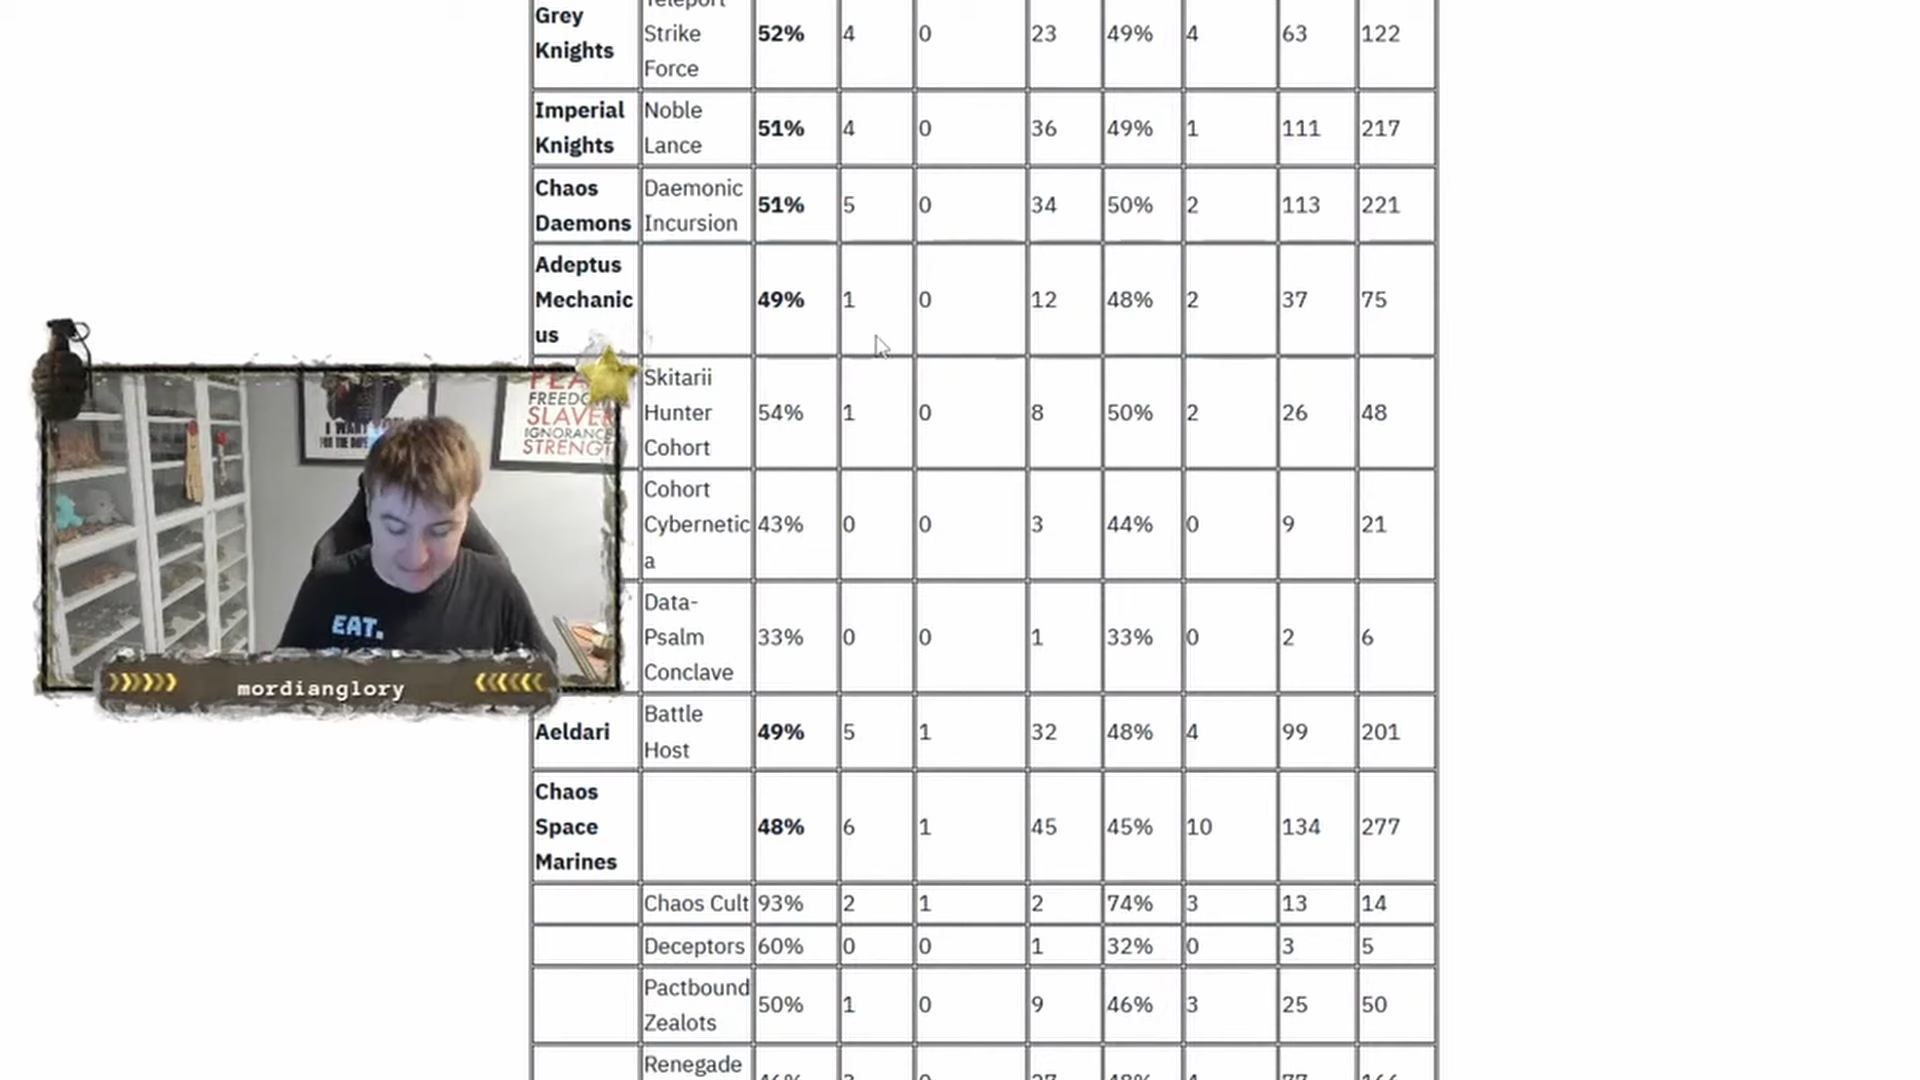 Grey
Knights
Strike
Force
52%
4
0
23
49%
4
63
122
Imperial
Knights
Noble
Lance
51%
4
0
36
49%
1
111
217
Chaos
Daemons
Daemonic
Incursion
51%
5
0
34
50%
2
113
221
Adeptus
Mechanic
us
49%
1
0
12
48%
2
37
75
Skitarii
Hunter
Cohort
54%
1
0
8
50%
2
26
48
Cohort
Cybernetic
a
43%
0
0
3
44%
0
9
21
Data-
Psalm
Conclave
33%
0
0
1
33%
0
2
6
Aeldari
Battle
Host
49%
5
1
32
48%
4
99
201
Chaos
Space
Marines
48%
6
1
45
45%
10
134
277
Chaos Cult
93%
2
1
2
74%
3
13
14
Deceptors
60%
0
0
1
32%
0
3
5
Pactbound
Zealots
50%
1
0
9
46%
3
25
50
Renegade
I WANT
IGNORANCE
EAT.
mordianglory